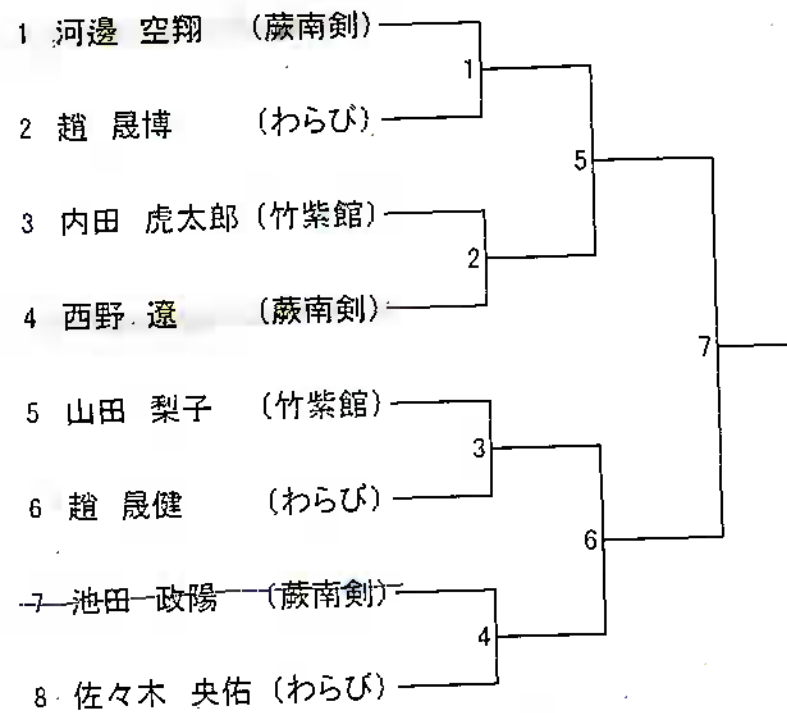 1 河邊 空翔 (蕨南剣)
1
2 趙 晟博 (わらび)
5
3 内田 虎太郎 (竹紫館)
2
4 西野 遼 (蕨南剣)
7
5 山田 梨子 (竹紫館)
3
6 趙 晟健 (わらび)
6
7 池田 政陽 (蕨南剣)
4
8 佐々木 央佑 (わらび)